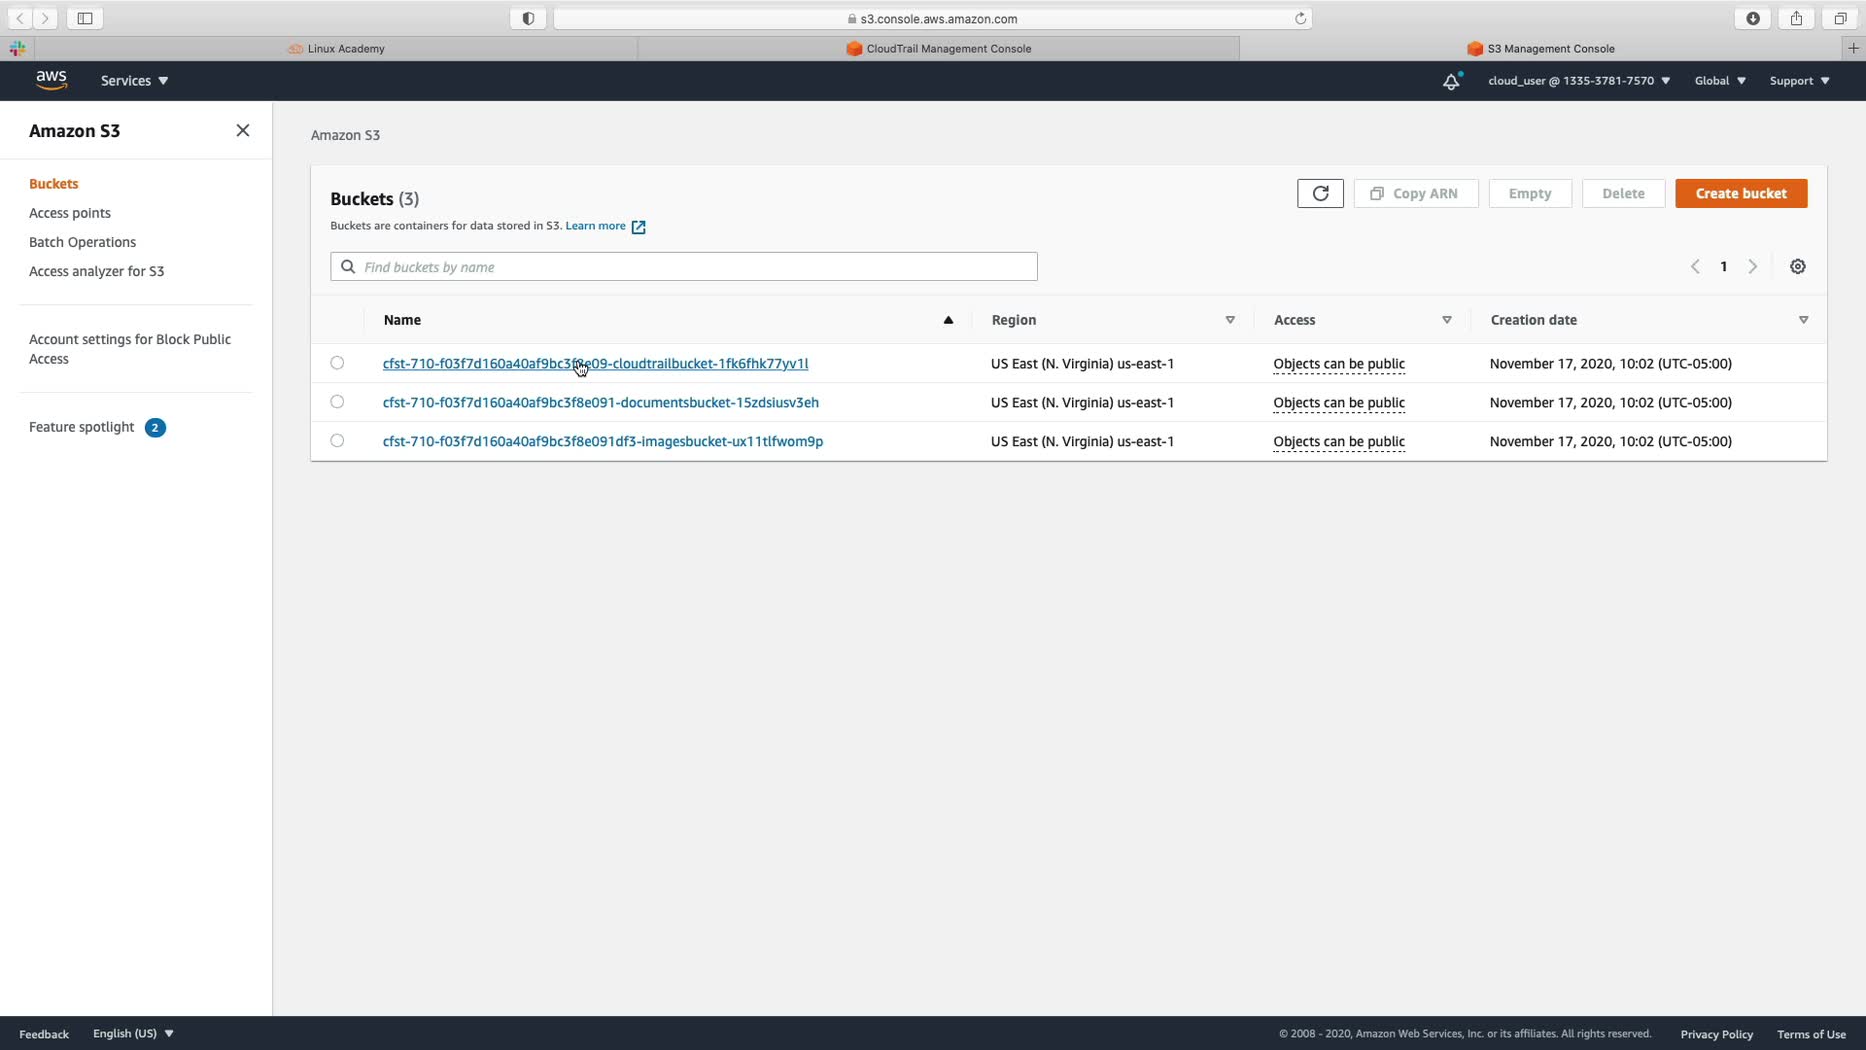 s3.console.aws.amazon.com
Linux Academy
CloudTrail Management Console
S3 Management Console
aws
Services
cloud_user @ 1335-3781-7570
Global
Support
Amazon S3
Buckets
Access points
Batch Operations
Access analyzer for S3
Account settings for Block Public
Access
Feature spotlight 2
Amazon S3
Buckets (3)
Copy ARN
Empty
Delete
Create bucket
Buckets are containers for data stored in S3. Learn more
Find buckets by name
1
Name Region Access Creation date
cfst-710-f03f7d160a40af9bc3f8e09-cloudtrailbucket-1fk6fhk77yv1l US East (N. Virginia) us-east-1 Objects can be public November 17, 2020, 10:02 (UTC-05:00)
cfst-710-f03f7d160a40af9bc3f8e091-documentsbucket-15zdsiusv3eh US East (N. Virginia) us-east-1 Objects can be public November 17, 2020, 10:02 (UTC-05:00)
cfst-710-f03f7d160a40af9bc3f8e091df3-imagesbucket-ux11tlfwom9p US East (N. Virginia) us-east-1 Objects can be public November 17, 2020, 10:02 (UTC-05:00)
Feedback
English (US)
© 2008 - 2020, Amazon Web Services, Inc. or its affiliates. All rights reserved.
Privacy Policy
Terms of Use